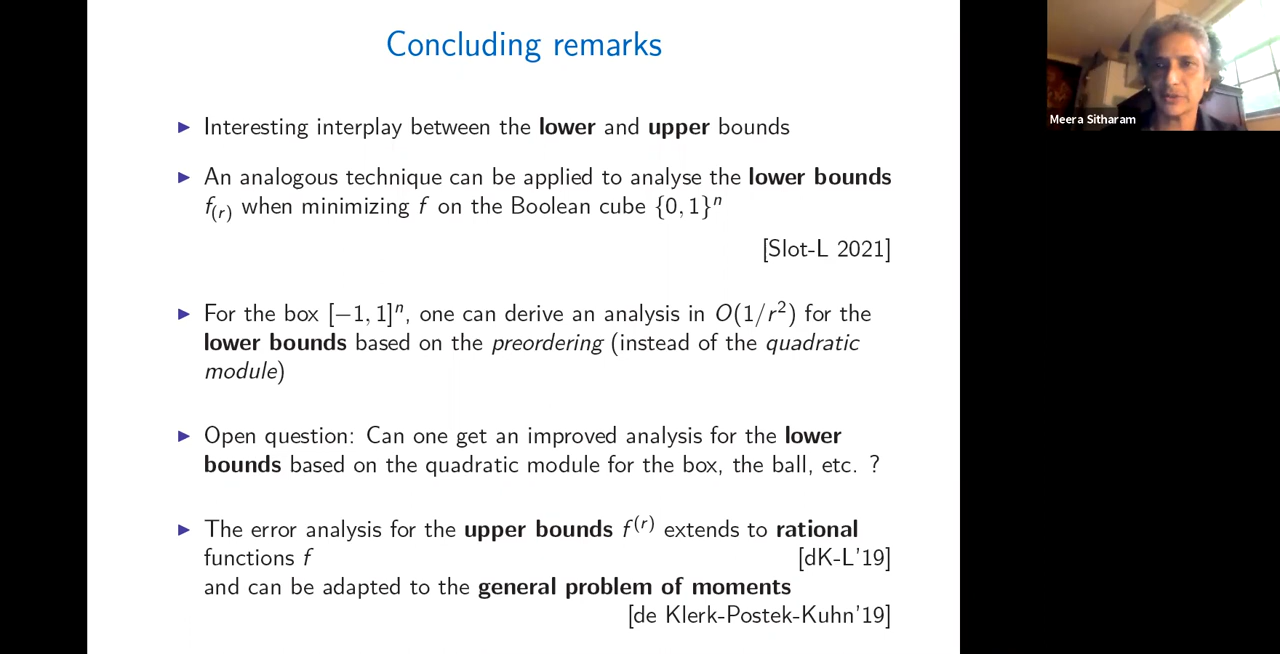 Concluding remarks
Meera Sitharam
▶ Interesting interplay between the lower and upper bounds
▶ An analogous technique can be applied to analyse the lower bounds
f_{(r)} when minimizing f on the Boolean cube {0, 1}^n
[Slot-L 2021]
▶ For the box [−1, 1]^n, one can derive an analysis in O(1/r^2) for the
lower bounds based on the preordering (instead of the quadratic
module)
▶ Open question: Can one get an improved analysis for the lower
bounds based on the quadratic module for the box, the ball, etc. ?
▶ The error analysis for the upper bounds f^{(r)} extends to rational
functions f [dK-L'19]
and can be adapted to the general problem of moments
[de Klerk-Postek-Kuhn'19]